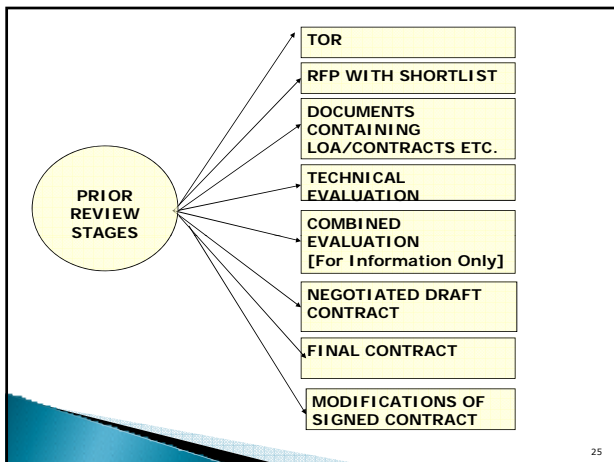 PRIOR
REVIEW
STAGES
TOR
RFP WITH SHORTLIST
DOCUMENTS
CONTAINING
LOA/CONTRACTS ETC.
TECHNICAL
EVALUATION
COMBINED
EVALUATION
[For Information Only]
NEGOTIATED DRAFT
CONTRACT
FINAL CONTRACT
MODIFICATIONS OF
SIGNED CONTRACT
25